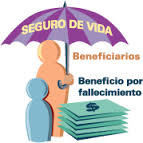 SEGURO DE VIDA
Beneficiarios
Beneficio por
fallecimiento
$